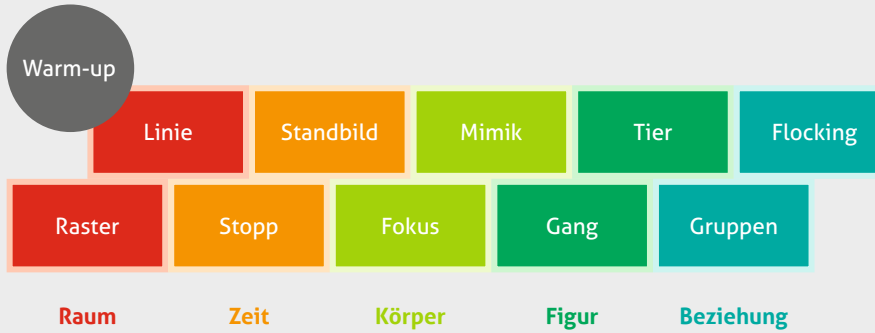 Warm-up
Linie Standbild Mimik Tier Flocking
Raster Stopp Fokus Gang Gruppen
Raum Zeit Körper Figur Beziehung